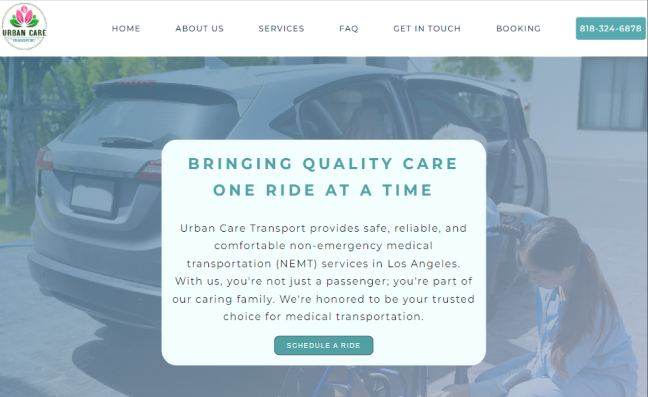 URBAN CARE
TRANSPORT
HOME ABOUT US SERVICES FAQ GET IN TOUCH BOOKING 818-324-6878
BRINGING QUALITY CARE
ONE RIDE AT A TIME
Urban Care Transport provides safe, reliable, and
comfortable non-emergency medical
transportation (NEMT) services in Los Angeles.
With us, you're not just a passenger; you're part of
our caring family. We're honored to be your trusted
choice for medical transportation.
SCHEDULE A RIDE